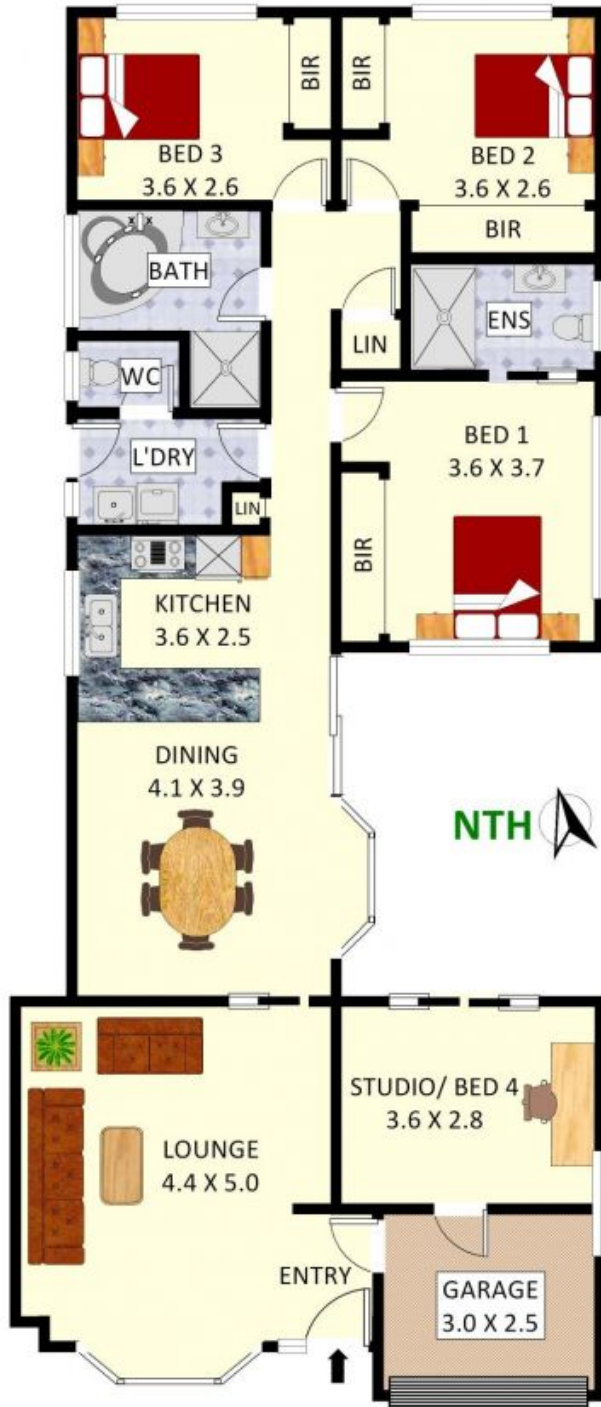 BIR
BIR
BED 3
3.6 X 2.6
BED 2
3.6 X 2.6
BIR
BATH
ENS
LIN
WC
BED 1
3.6 X 3.7
L'DRY
LIN
BIR
KITCHEN
3.6 X 2.5
DINING
4.1 X 3.9
NTH
STUDIO/ BED 4
3.6 X 2.8
LOUNGE
4.4 X 5.0
ENTRY
GARAGE
3.0 X 2.5